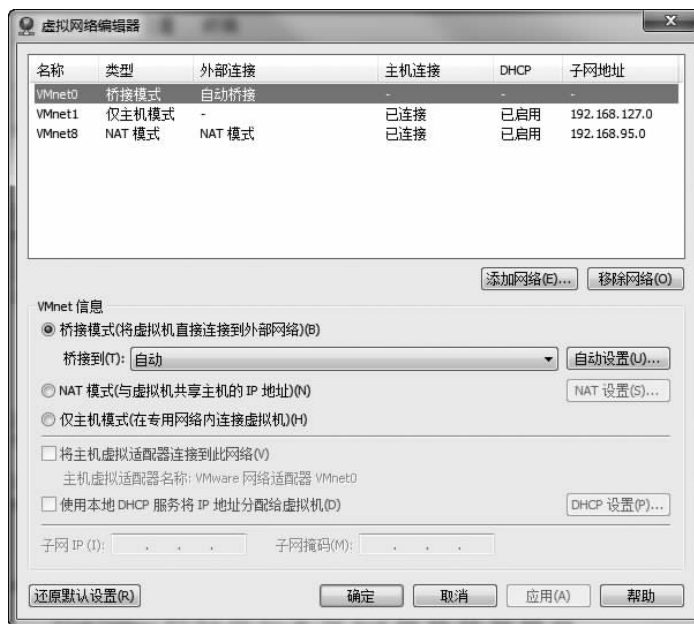 虚拟网络编辑器
名称 类型 外部连接 主机连接 DHCP 子网地址
VMnet0 桥接模式 自动桥接 - - -
VMnet1 仅主机模式 - 已连接 已启用 192.168.127.0
VMnet8 NAT 模式 NAT 模式 已连接 已启用 192.168.95.0
添加网络(E)... 移除网络(O)
VMnet 信息
桥接模式(将虚拟机直接连接到外部网络)(B)
桥接到(T): 自动 自动设置(U)...
NAT 模式(与虚拟机共享主机的 IP 地址)(N) NAT 设置(S)...
仅主机模式(在专用网络内连接虚拟机)(H)
将主机虚拟适配器连接到此网络(V)
主机虚拟适配器名称: VMware 网络适配器 VMnet0
使用本地 DHCP 服务将 IP 地址分配给虚拟机(D) DHCP 设置(P)...
子网 IP (I): . . . 子网掩码(M): . . .
还原默认设置(R) 确定 取消 应用(A) 帮助